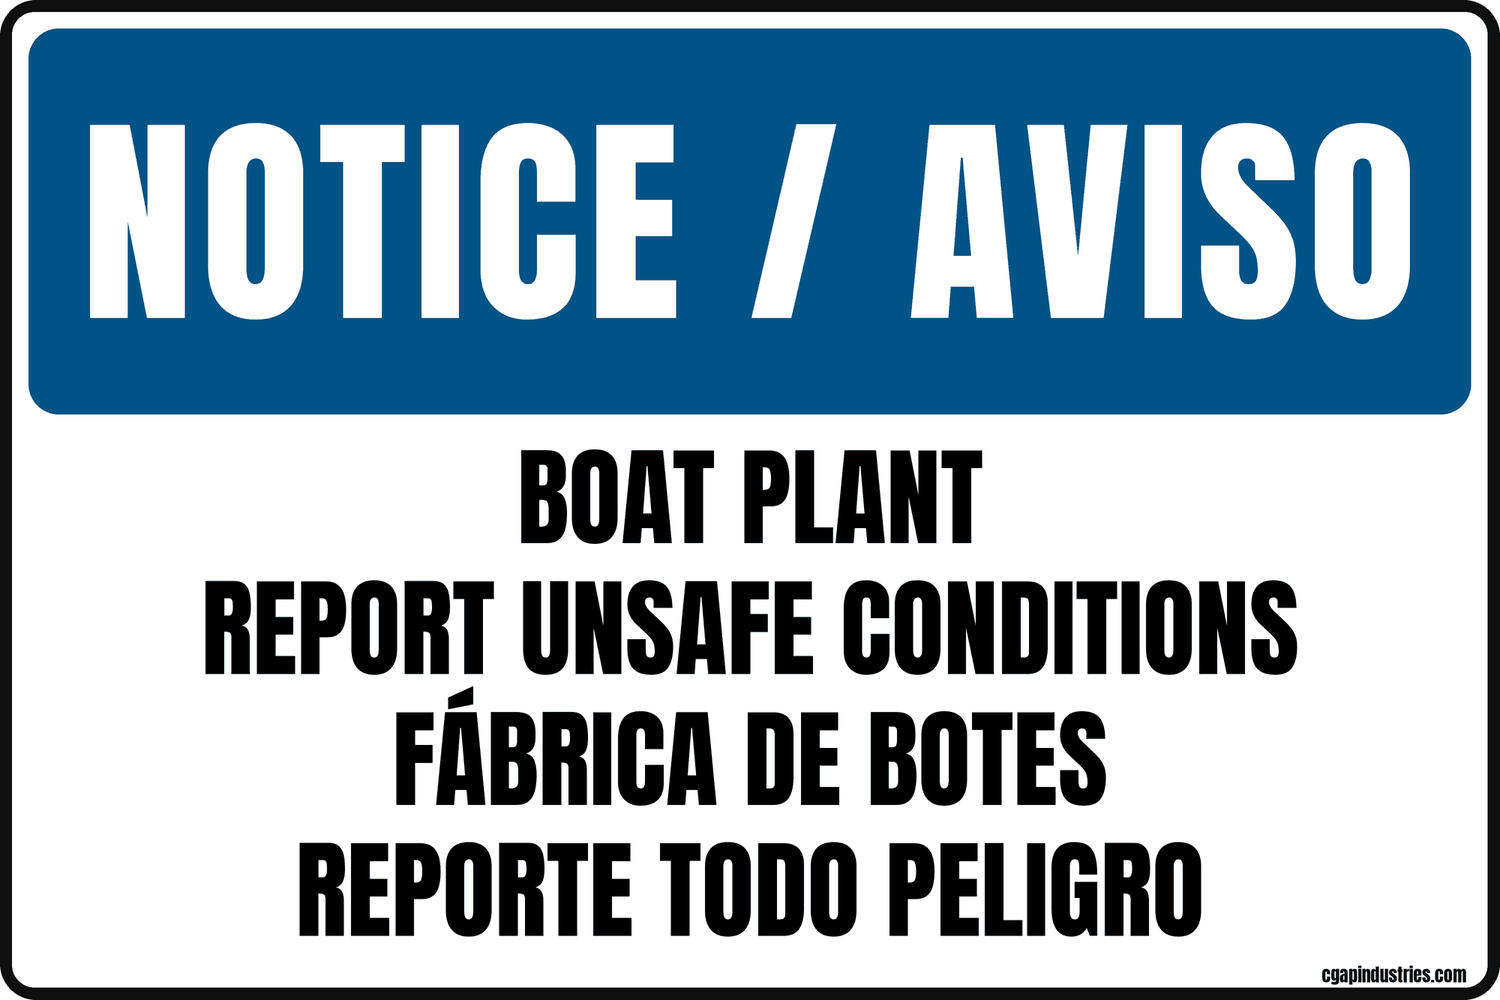 NOTICE / AVISO
BOAT PLANT
REPORT UNSAFE CONDITIONS
FÁBRICA DE BOTES
REPORTE TODO PELIGRO
cgapindustries.com